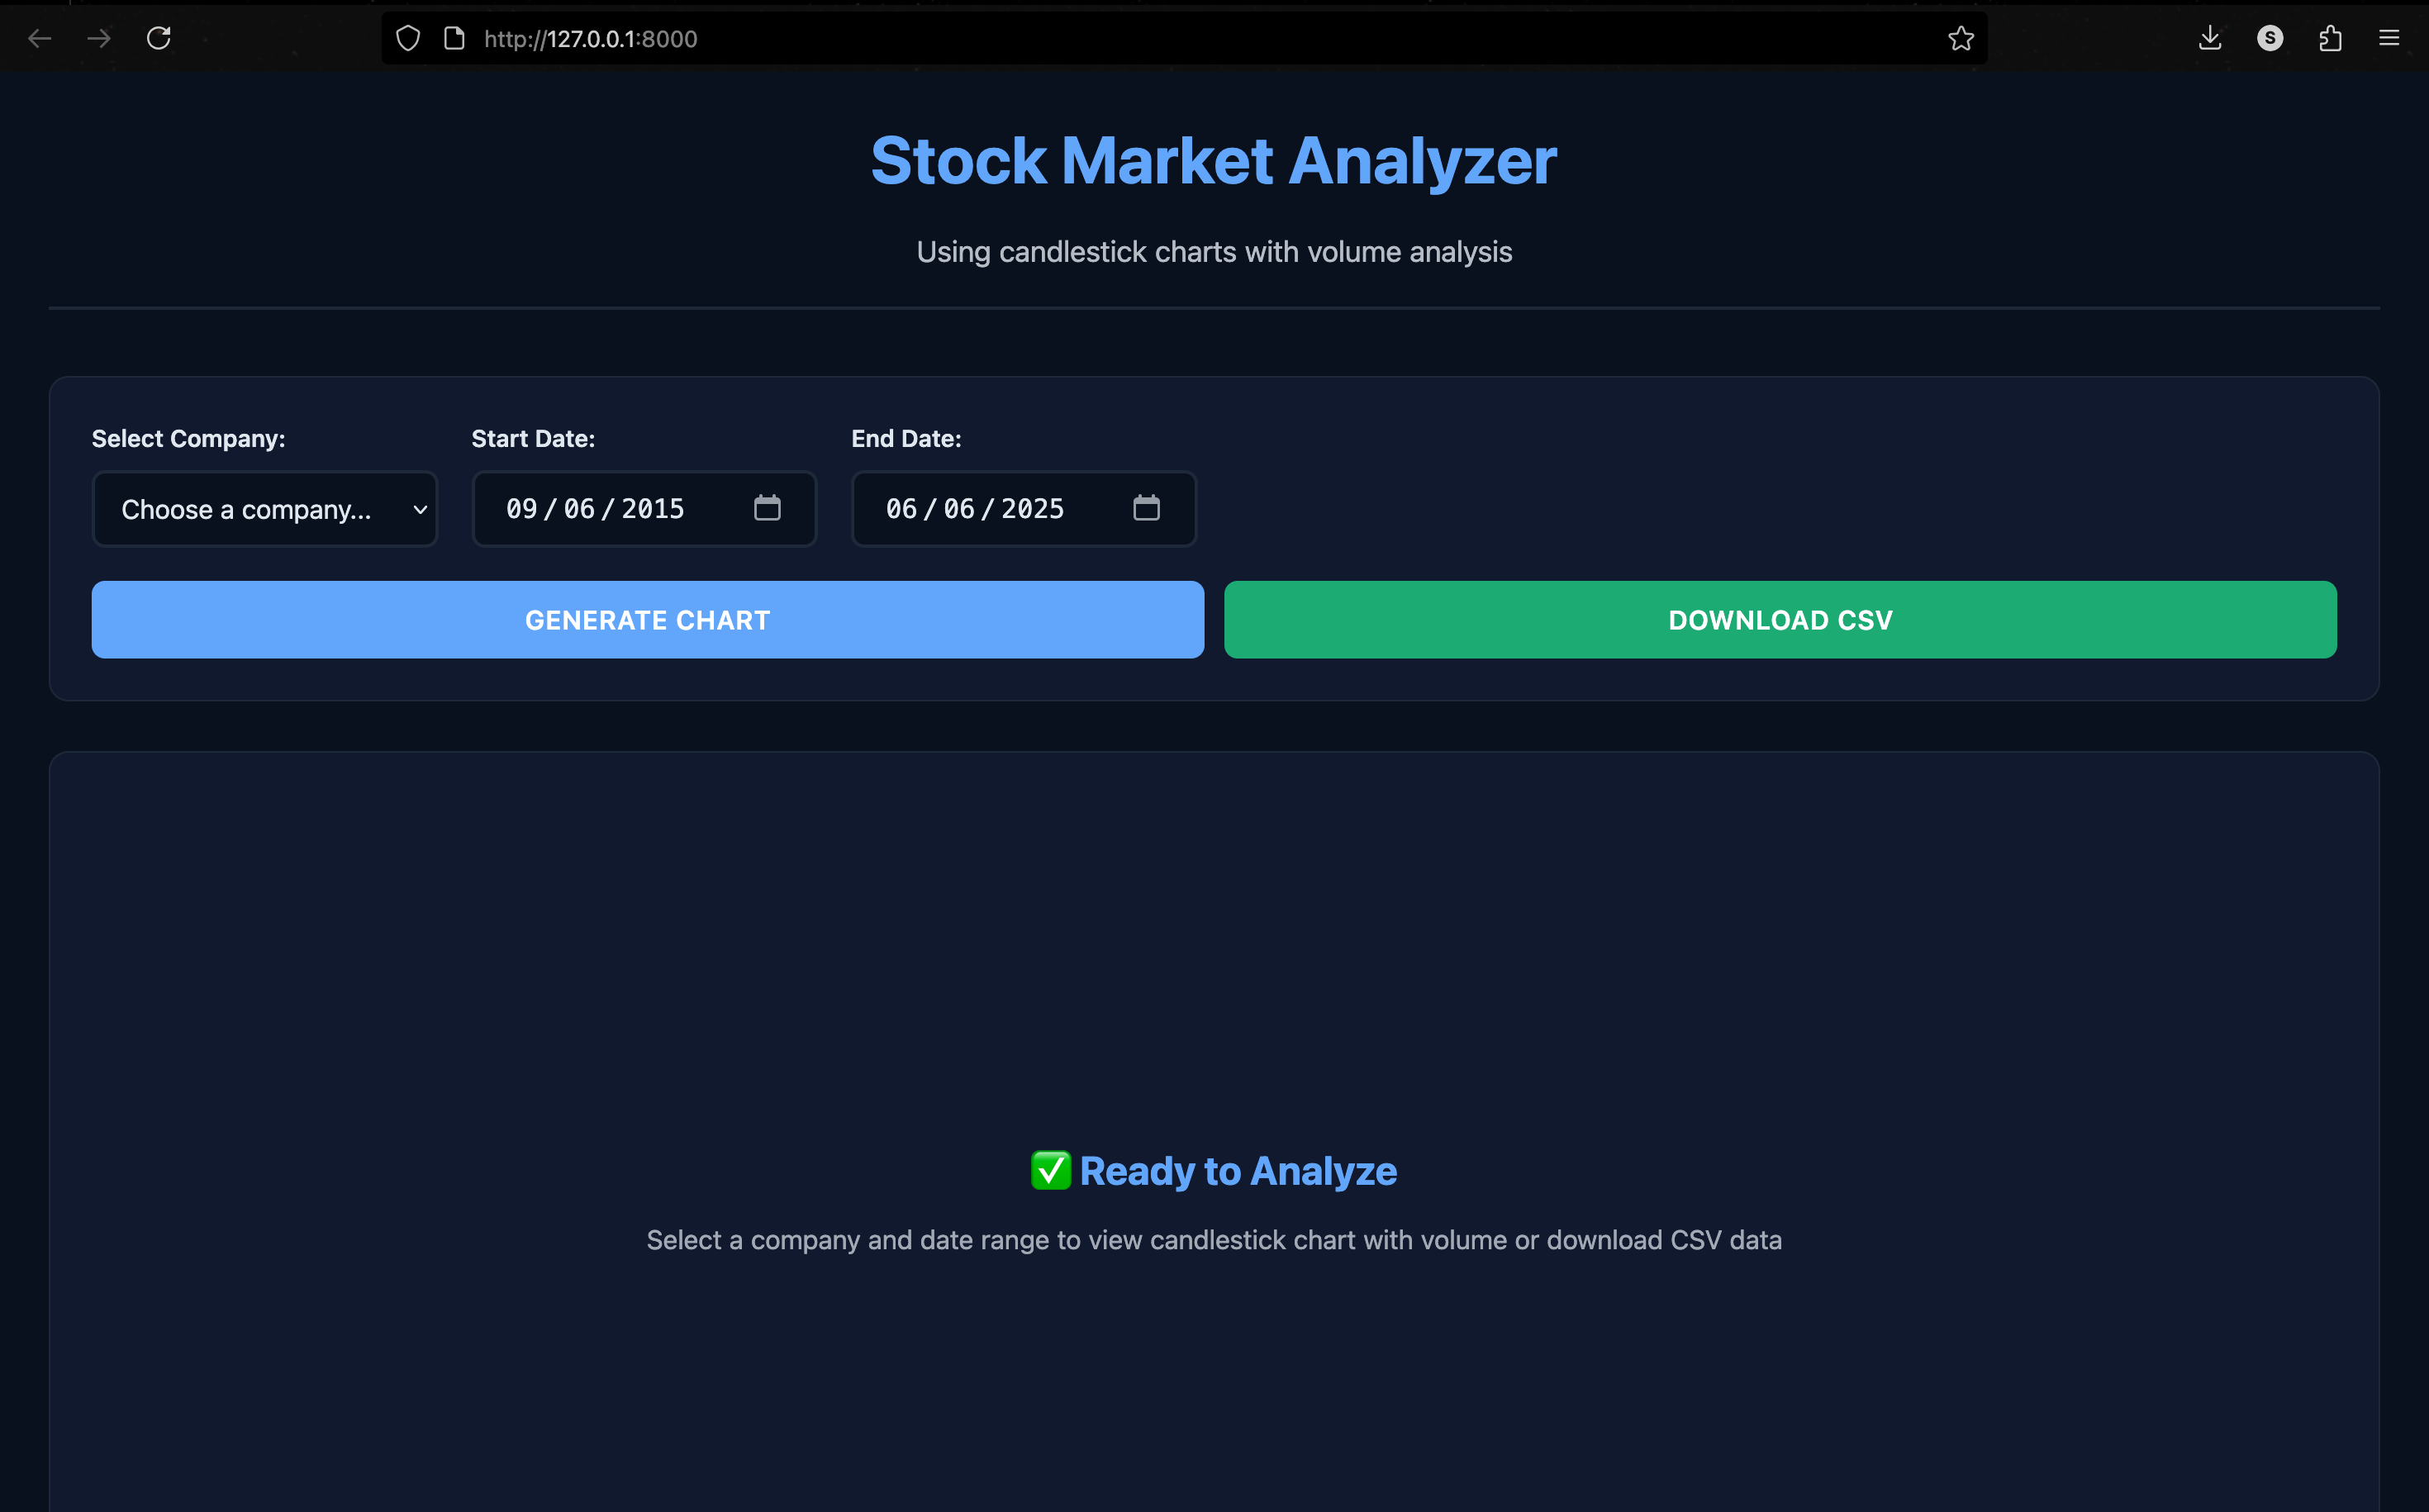 http://127.0.0.1:8000
S
Stock Market Analyzer
Using candlestick charts with volume analysis
Select Company: Start Date: End Date:
Choose a company... 09/06/2015 06/06/2025
GENERATE CHART DOWNLOAD CSV
✅ Ready to Analyze
Select a company and date range to view candlestick chart with volume or download CSV data